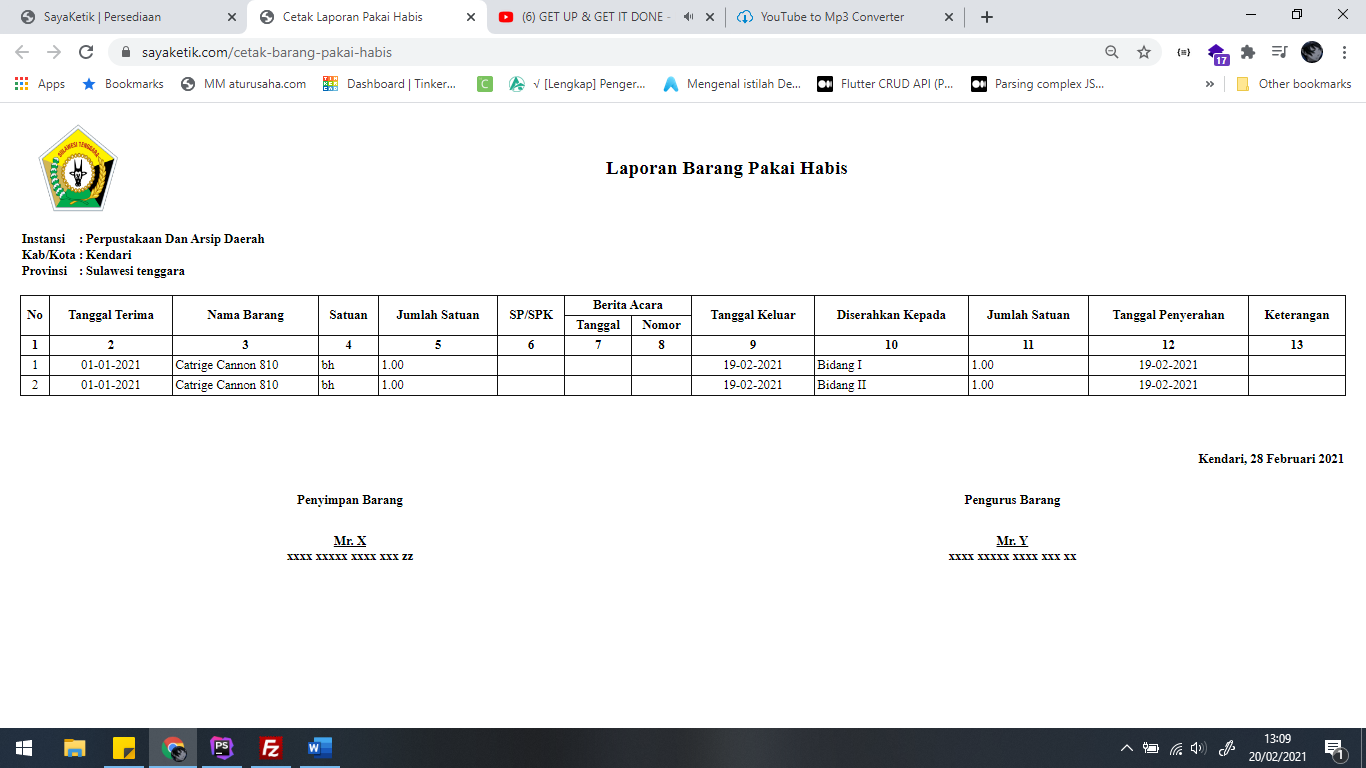 SayaKetik | Persediaan
Cetak Laporan Pakai Habis
(6) GET UP & GET IT DONE -
YouTube to Mp3 Converter
sayaketik.com/cetak-barang-pakai-habis
17
Apps
Bookmarks
MM aturusaha.com
Dashboard | Tinker...
C
√ [Lengkap] Penger...
Mengenal istilah De...
Flutter CRUD API (P...
Parsing complex JS...
»
Other bookmarks
SULAWESI TENGGARA
Laporan Barang Pakai Habis
Instansi : Perpustakaan Dan Arsip Daerah
Kab/Kota : Kendari
Provinsi : Sulawesi tenggara
No Tanggal Terima Nama Barang Satuan Jumlah Satuan SP/SPK Berita Acara Tanggal Keluar Diserahkan Kepada Jumlah Satuan Tanggal Penyerahan Keterangan
Tanggal Nomor
1 2 3 4 5 6 7 8 9 10 11 12 13
1 01-01-2021 Catrige Cannon 810 bh 1.00 19-02-2021 Bidang I 1.00 19-02-2021
2 01-01-2021 Catrige Cannon 810 bh 1.00 19-02-2021 Bidang II 1.00 19-02-2021
Kendari, 28 Februari 2021
Penyimpan Barang Pengurus Barang
Mr. X Mr. Y
xxxx xxxxx xxxx xxx zz xxxx xxxxx xxxx xxx xx
PS
Fz
W
13:09
20/02/2021
1